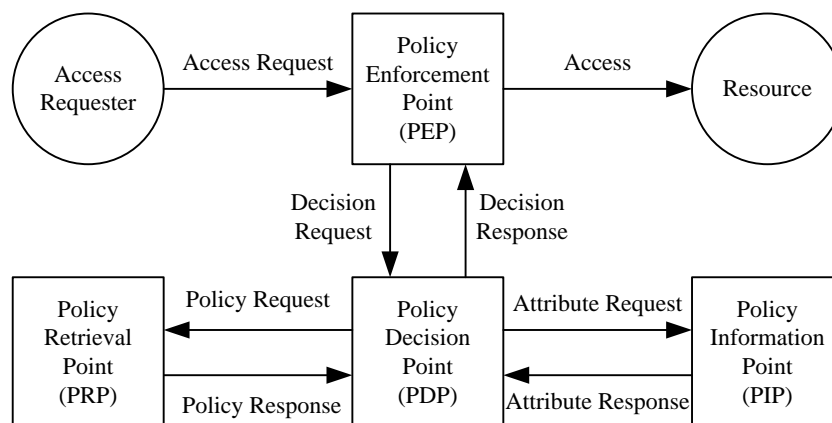 Access
Requester
Access Request
Policy
Enforcement
Point
(PEP)
Access
Resource
Decision
Request
Decision
Response
Policy
Retrieval
Point
(PRP)
Policy Request
Policy Response
Policy
Decision
Point
(PDP)
Attribute Request
Attribute Response
Policy
Information
Point
(PIP)